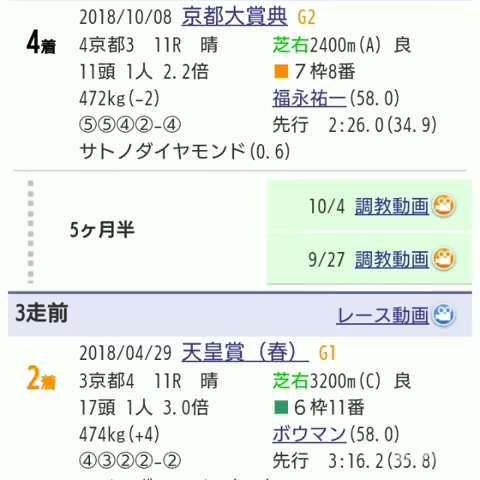 2018/10/08 京都大賞典 G2
4着 4京都3 11R 晴 芝右2400m(A) 良
11頭 1人 2.2倍 ■7枠8番
472kg(-2) 福永祐一(58.0)
⑤⑤④②-④ 先行 2:26.0(34.9)
サトノダイヤモンド(0.6)
5ヶ月半
10/4 調教動画
9/27 調教動画
3走前 レース動画
2018/04/29 天皇賞(春) G1
2着 3京都4 11R 晴 芝右3200m(C) 良
17頭 1人 3.0倍 ■6枠11番
474kg(+4) ボウマン(58.0)
④③②②-② 先行 3:16.2(35.8)